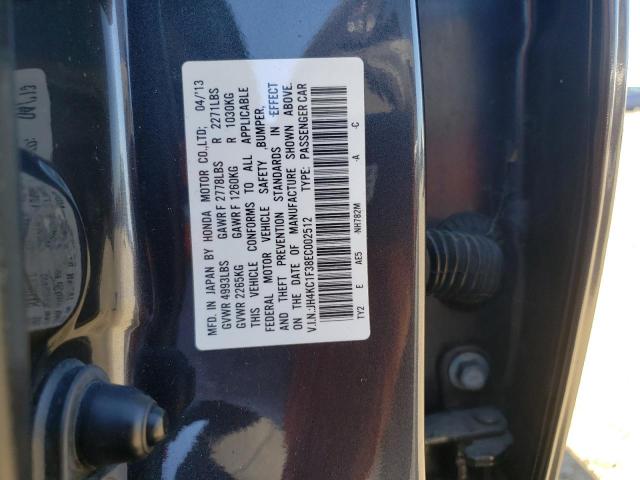 MFD. IN JAPAN BY HONDA MOTOR CO.,LTD; 04/'13
GVWR 4993LBS GAWR F 2778LBS R 2271LBS
GVWR 2265KG GAWR F 1260KG R 1030KG
THIS VEHICLE CONFORMS TO ALL APPLICABLE
FEDERAL MOTOR VEHICLE SAFETY ,BUMPER,
AND THEFT PREVENTION STANDARDS IN EFFECT
ON THE DATE OF MANUFACTURE SHOWN ABOVE.
V.I.N:JH4KC1F38EC002512 TYPE: PASSENGER CAR
TY2 E AE5 -NH782M -A -C